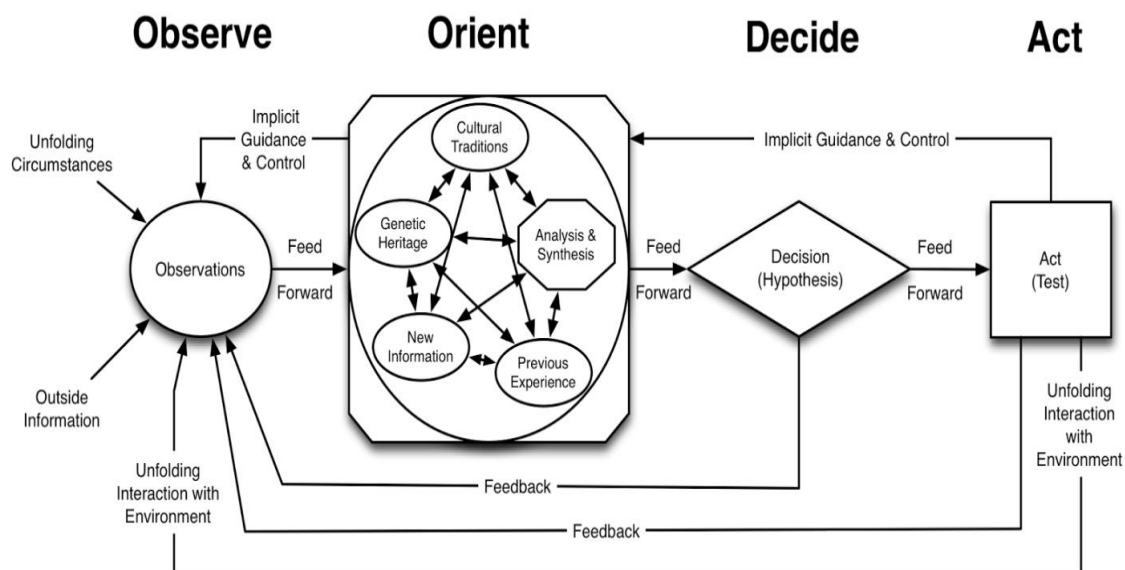 Observe
Orient
Decide
Act
Implicit
Guidance
& Control
Unfolding
Circumstances
Observations
Outside
Information
Feed
Forward
Cultural
Traditions
Genetic
Heritage
Analysis &
Synthesis
New
Information
Previous
Experience
Implicit Guidance & Control
Feed
Forward
Decision
(Hypothesis)
Feed
Forward
Act
(Test)
Unfolding
Interaction with
Environment
Feedback
Feedback
Unfolding
Interaction
with
Environment